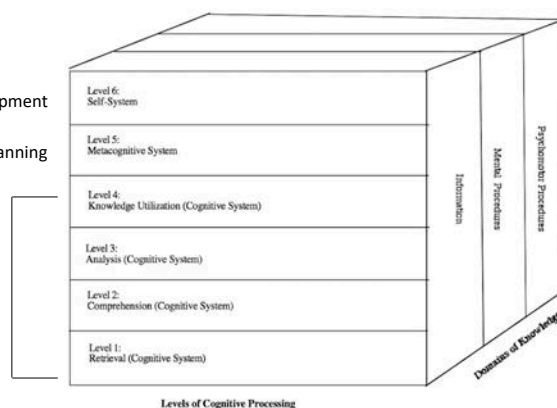 Level 6:
Self-System
pment
Level 5:
Metacognitive System
anning
Level 4:
Knowledge Utilization (Cognitive System)
Level 3:
Analysis (Cognitive System)
Level 2:
Comprehension (Cognitive System)
Level 1:
Retrieval (Cognitive System)
Information
Mental Procedures
Psychomotor Procedures
Domains of Knowledge
Levels of Cognitive Processing